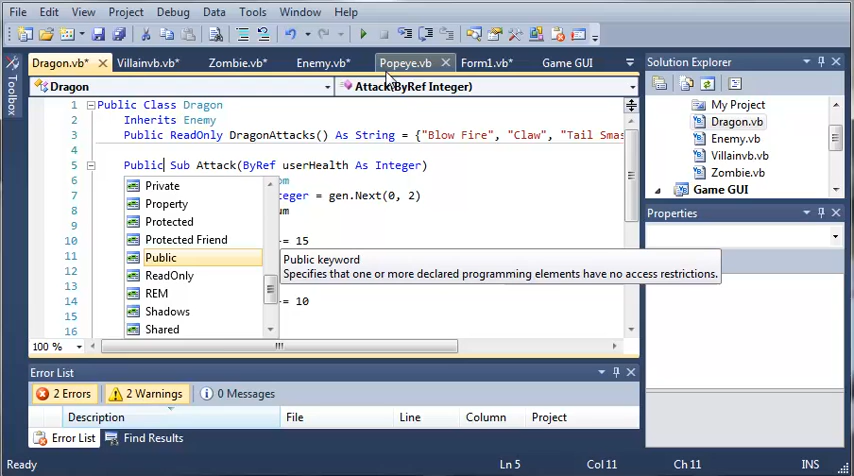 File Edit View Project Debug Data Tools Window Help
Dragon.vb* Villainvb.vb* Zombie.vb* Enemy.vb* Popeye.vb Form1.vb* Game GUI
Solution Explorer
Toolbox
Dragon Attack(ByRef Integer)
1 Public Class Dragon
2 Inherits Enemy
3 Public ReadOnly DragonAttacks() As String = {"Blow Fire", "Claw", "Tail Smas
4
5 Public Sub Attack(ByRef userHealth As Integer)
6 om
7 teger = gen.Next(0, 2)
8 um
9
10 = 15
11
12
13
14 = 10
15
16
Private
Property
Protected
Protected Friend
Public
ReadOnly
REM
Shadows
Shared
Public keyword
Specifies that one or more declared programming elements have no access restrictions.
100 %
My Project
Dragon.vb
Enemy.vb
Villainvb.vb
Zombie.vb
Game GUI
Properties
Error List
2 Errors 2 Warnings 0 Messages
Description File Line Column Project
Error List Find Results
Ready Ln 5 Col 11 Ch 11 INS